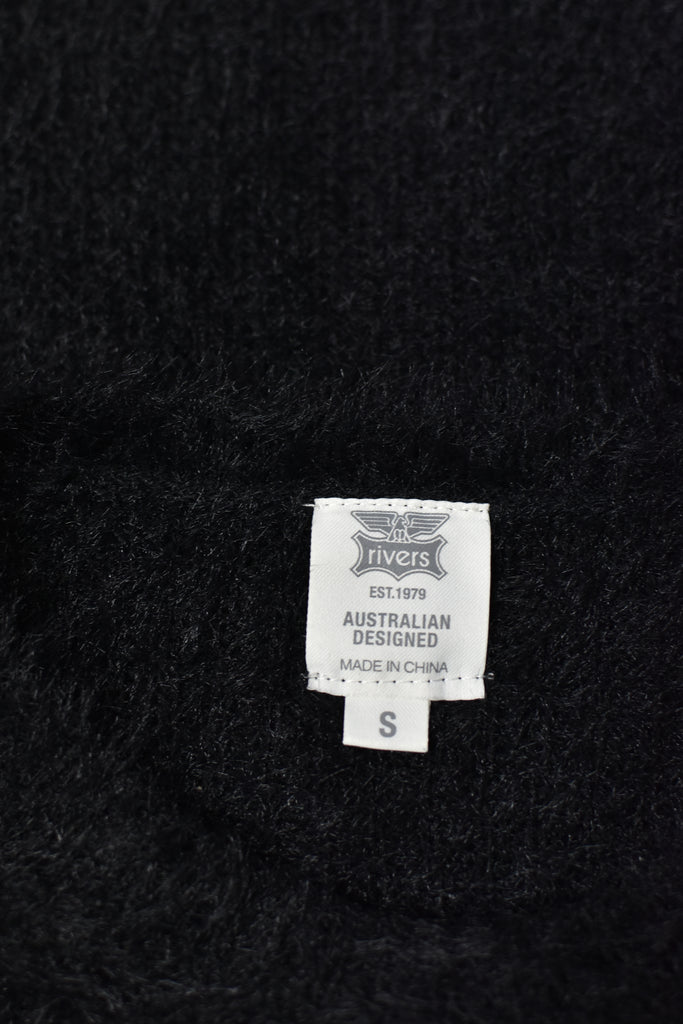 rivers
EST.1979
AUSTRALIAN
DESIGNED
MADE IN CHINA
S